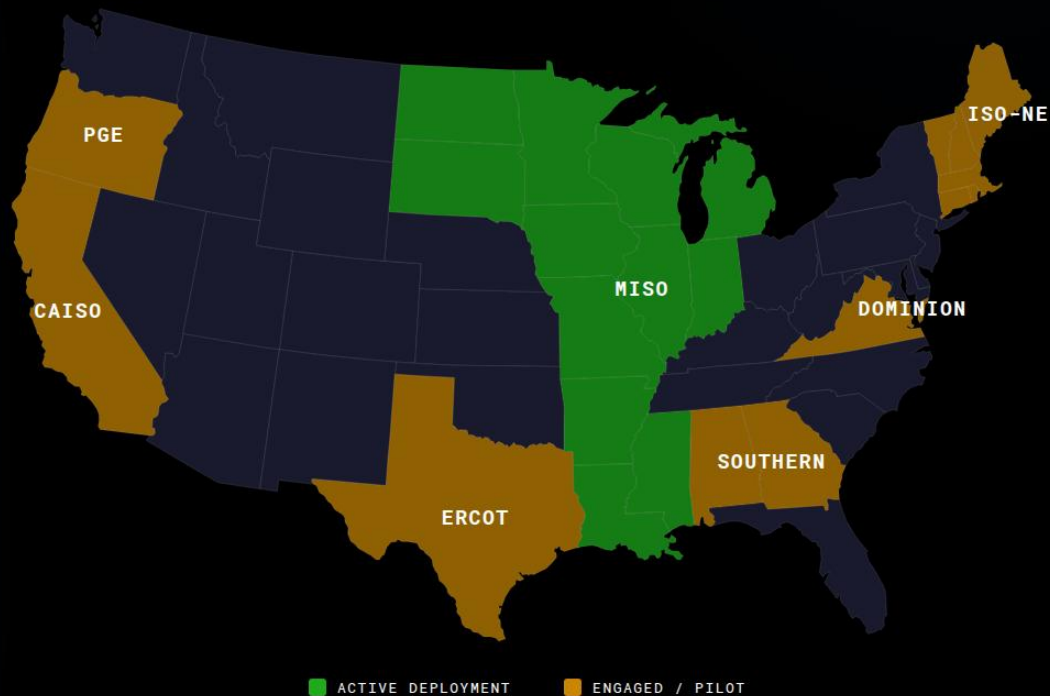 ISO-NE
PGE
MISO
DOMINION
CAISO
SOUTHERN
ERCOT
ACTIVE DEPLOYMENT
ENGAGED / PILOT